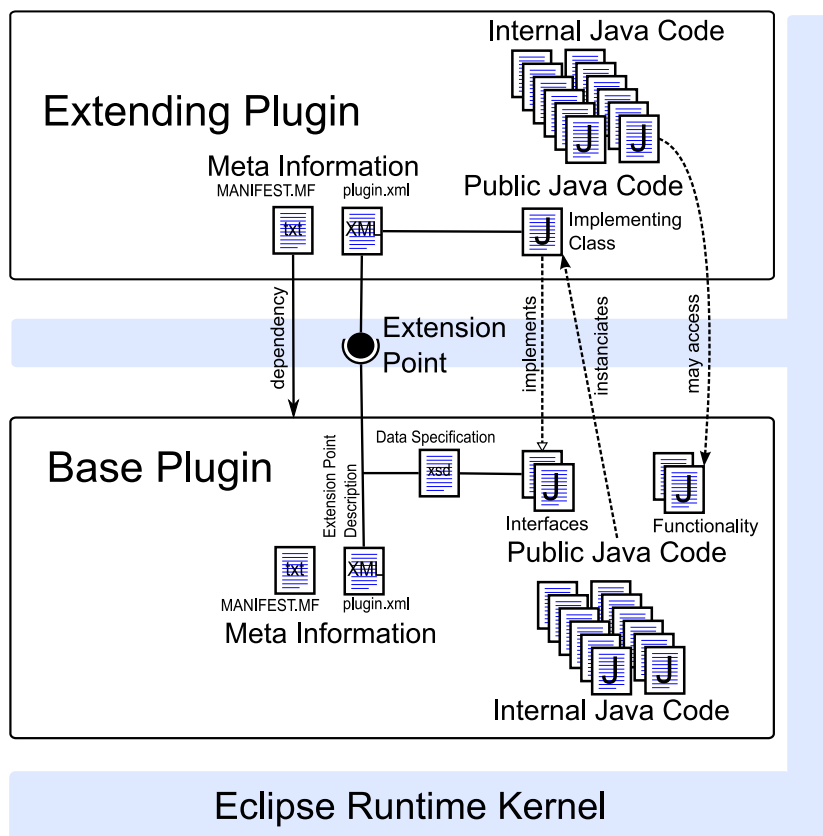 Internal Java Code
Extending Plugin
J J
Meta Information
MANIFEST.MF plugin.xml
Public Java Code
txt XML J
Implementing
Class
dependency
Extension
Point
implements
instanciates
may access
Base Plugin
Data Specification
Extension Point
Description
xsd J J
Interfaces Functionality
Public Java Code
txt XML
MANIFEST.MF plugin.xml
Meta Information
J J
Internal Java Code
Eclipse Runtime Kernel